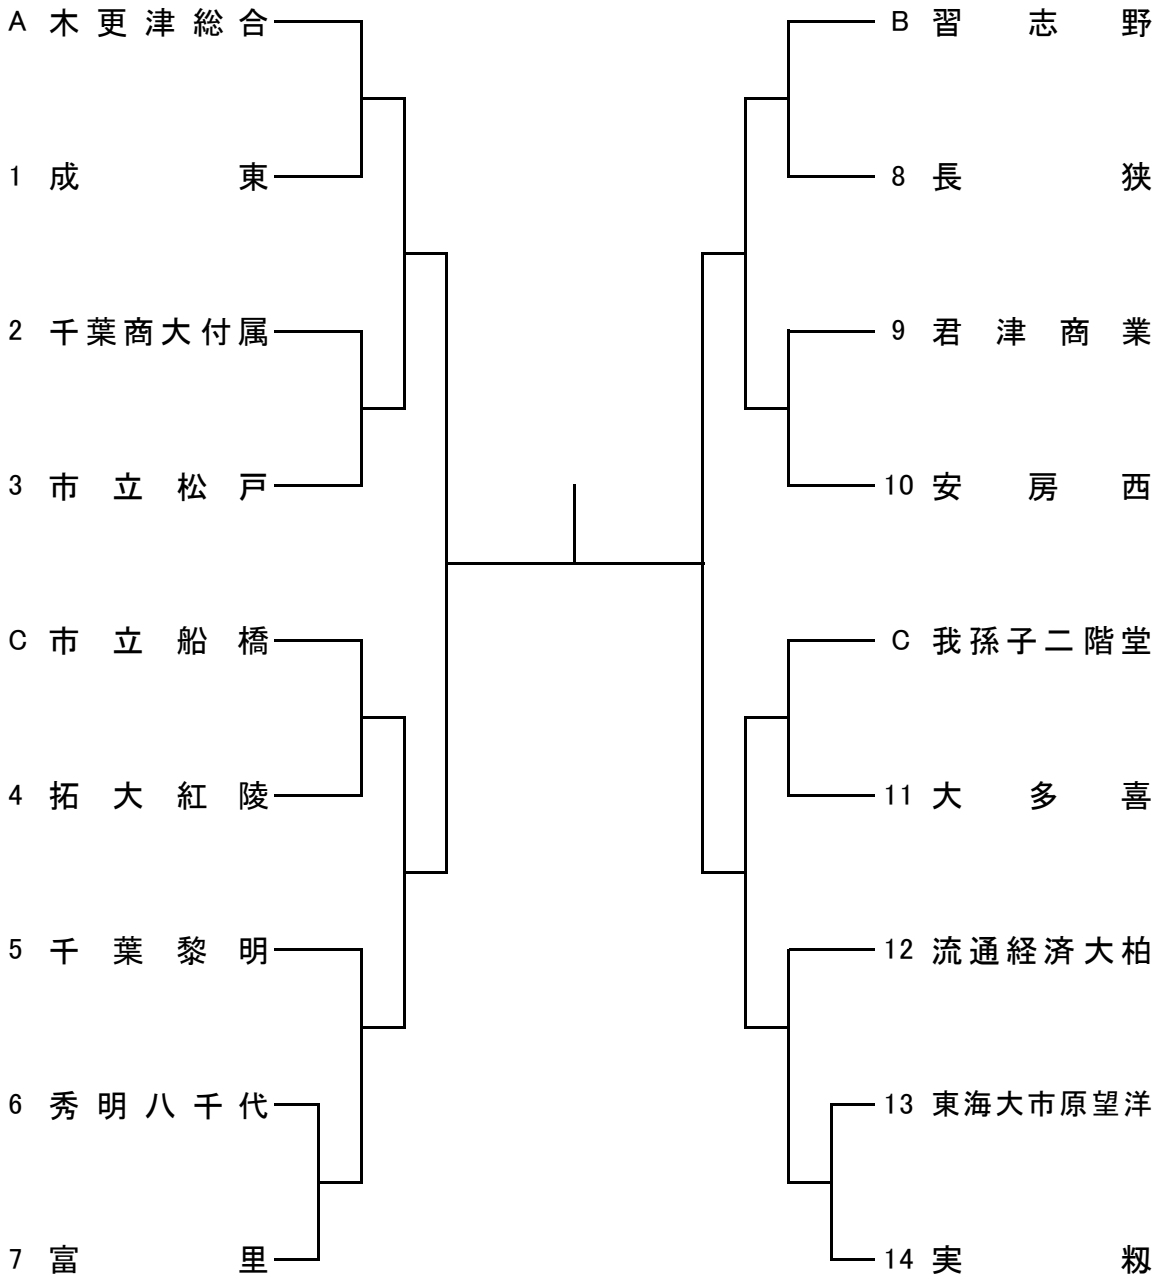 A 木更津総合
1 成東
2 千葉商大付属
3 市立松戸
C 市立船橋
4 拓大紅陵
5 千葉黎明
6 秀明八千代
7 富里
B 習志野
8 長狭
9 君津商業
10 安房西
C 我孫子二階堂
11 大多喜
12 流通経済大柏
13 東海大市原望洋
14 実籾